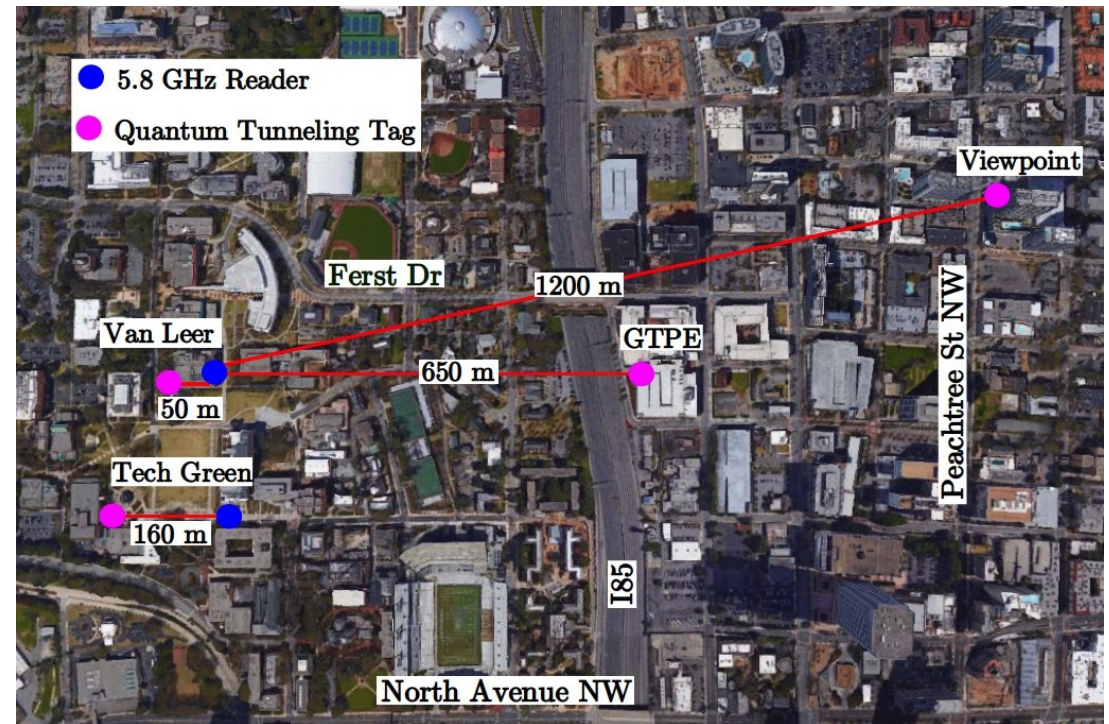 5.8 GHz Reader
Quantum Tunneling Tag
Viewpoint
Ferst Dr
1200 m
Van Leer
GTPE
650 m
50 m
Peachtree St NW
Tech Green
160 m
I85
North Avenue NW